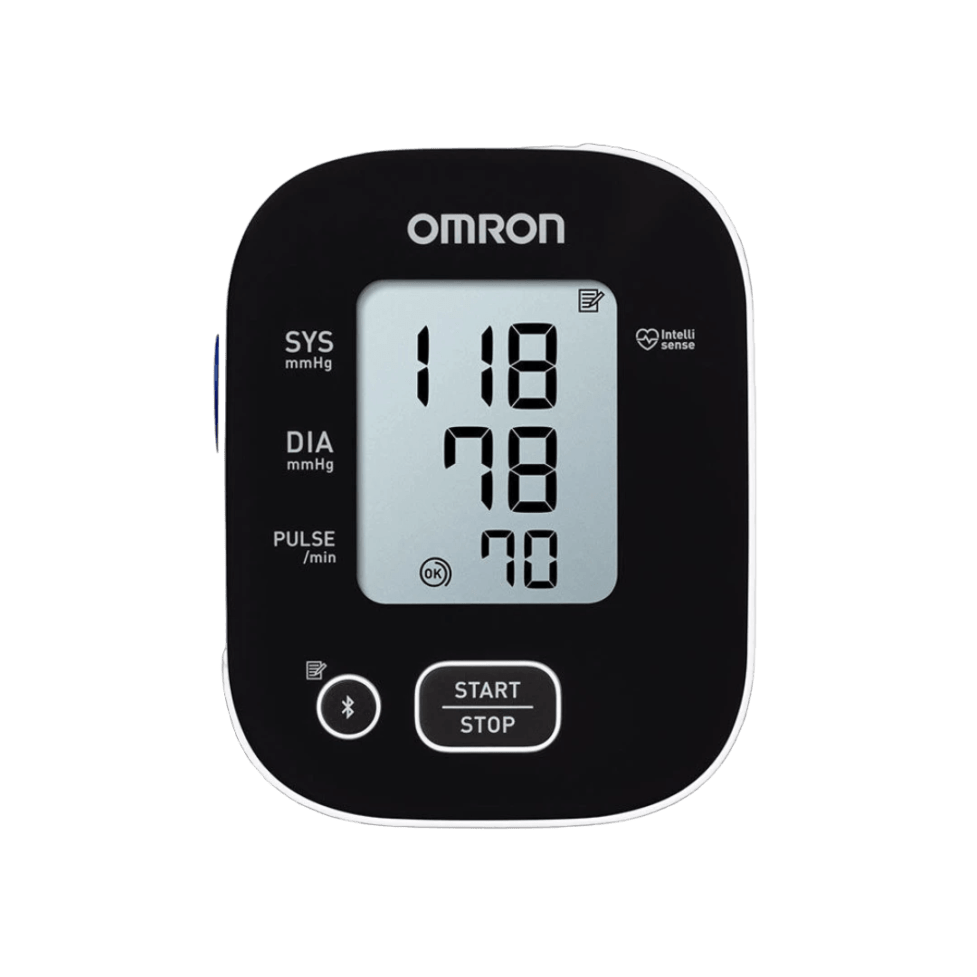 OMRON
SYS
mmHg
118
Intelli
sense
DIA
mmHg
78
PULSE
/min
OK
70
START
STOP